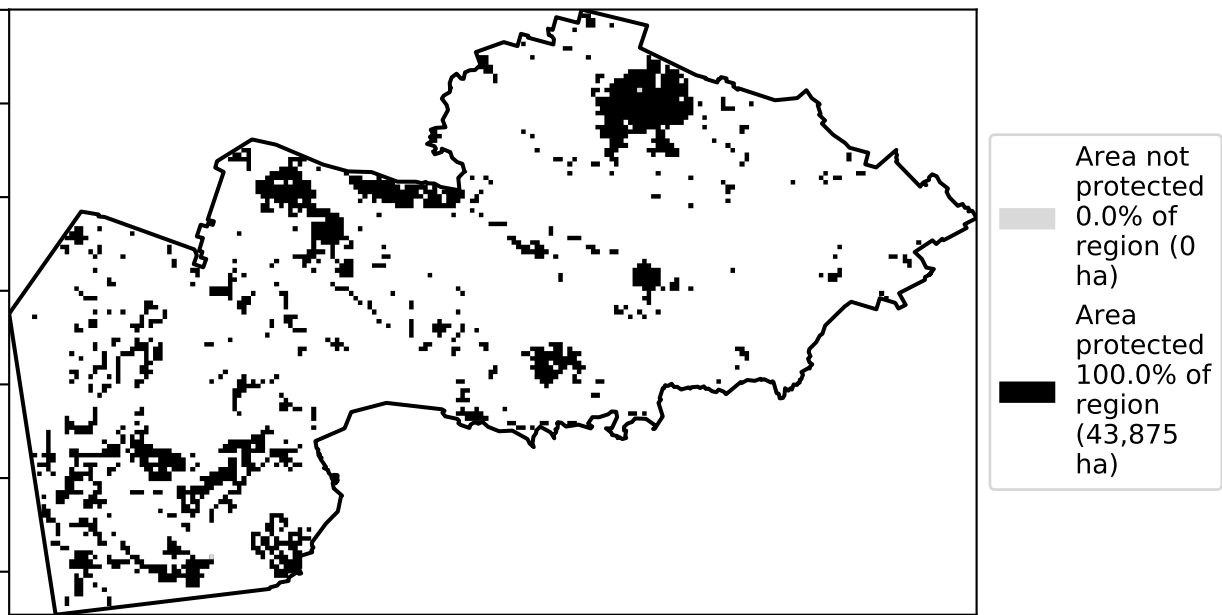 Area not
protected
0.0% of
region (0
ha)
Area
protected
100.0% of
region
(43,875
ha)